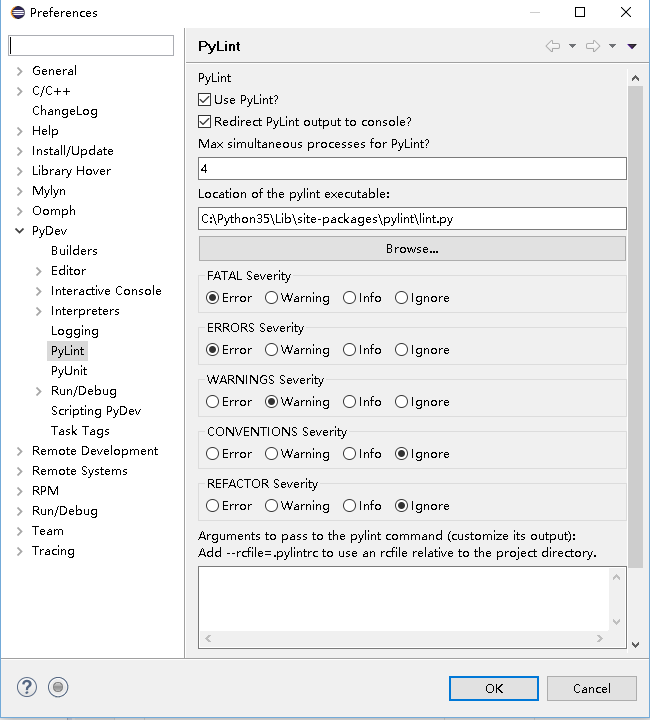 Preferences
PyLint
General
C/C++
ChangeLog
Help
Install/Update
Library Hover
Mylyn
Oomph
PyDev
Builders
Editor
Interactive Console
Interpreters
Logging
PyLint
PyUnit
Run/Debug
Scripting PyDev
Task Tags
Remote Development
Remote Systems
RPM
Run/Debug
Team
Tracing
PyLint
Use PyLint?
Redirect PyLint output to console?
Max simultaneous processes for PyLint?
4
Location of the pylint executable:
C:\Python35\Lib\site-packages\pylint\lint.py
Browse...
FATAL Severity
Error Warning Info Ignore
ERRORS Severity
Error Warning Info Ignore
WARNINGS Severity
Error Warning Info Ignore
CONVENTIONS Severity
Error Warning Info Ignore
REFACTOR Severity
Error Warning Info Ignore
Arguments to pass to the pylint command (customize its output):
Add --rcfile=.pylintrc to use an rcfile relative to the project directory.
?
OK Cancel